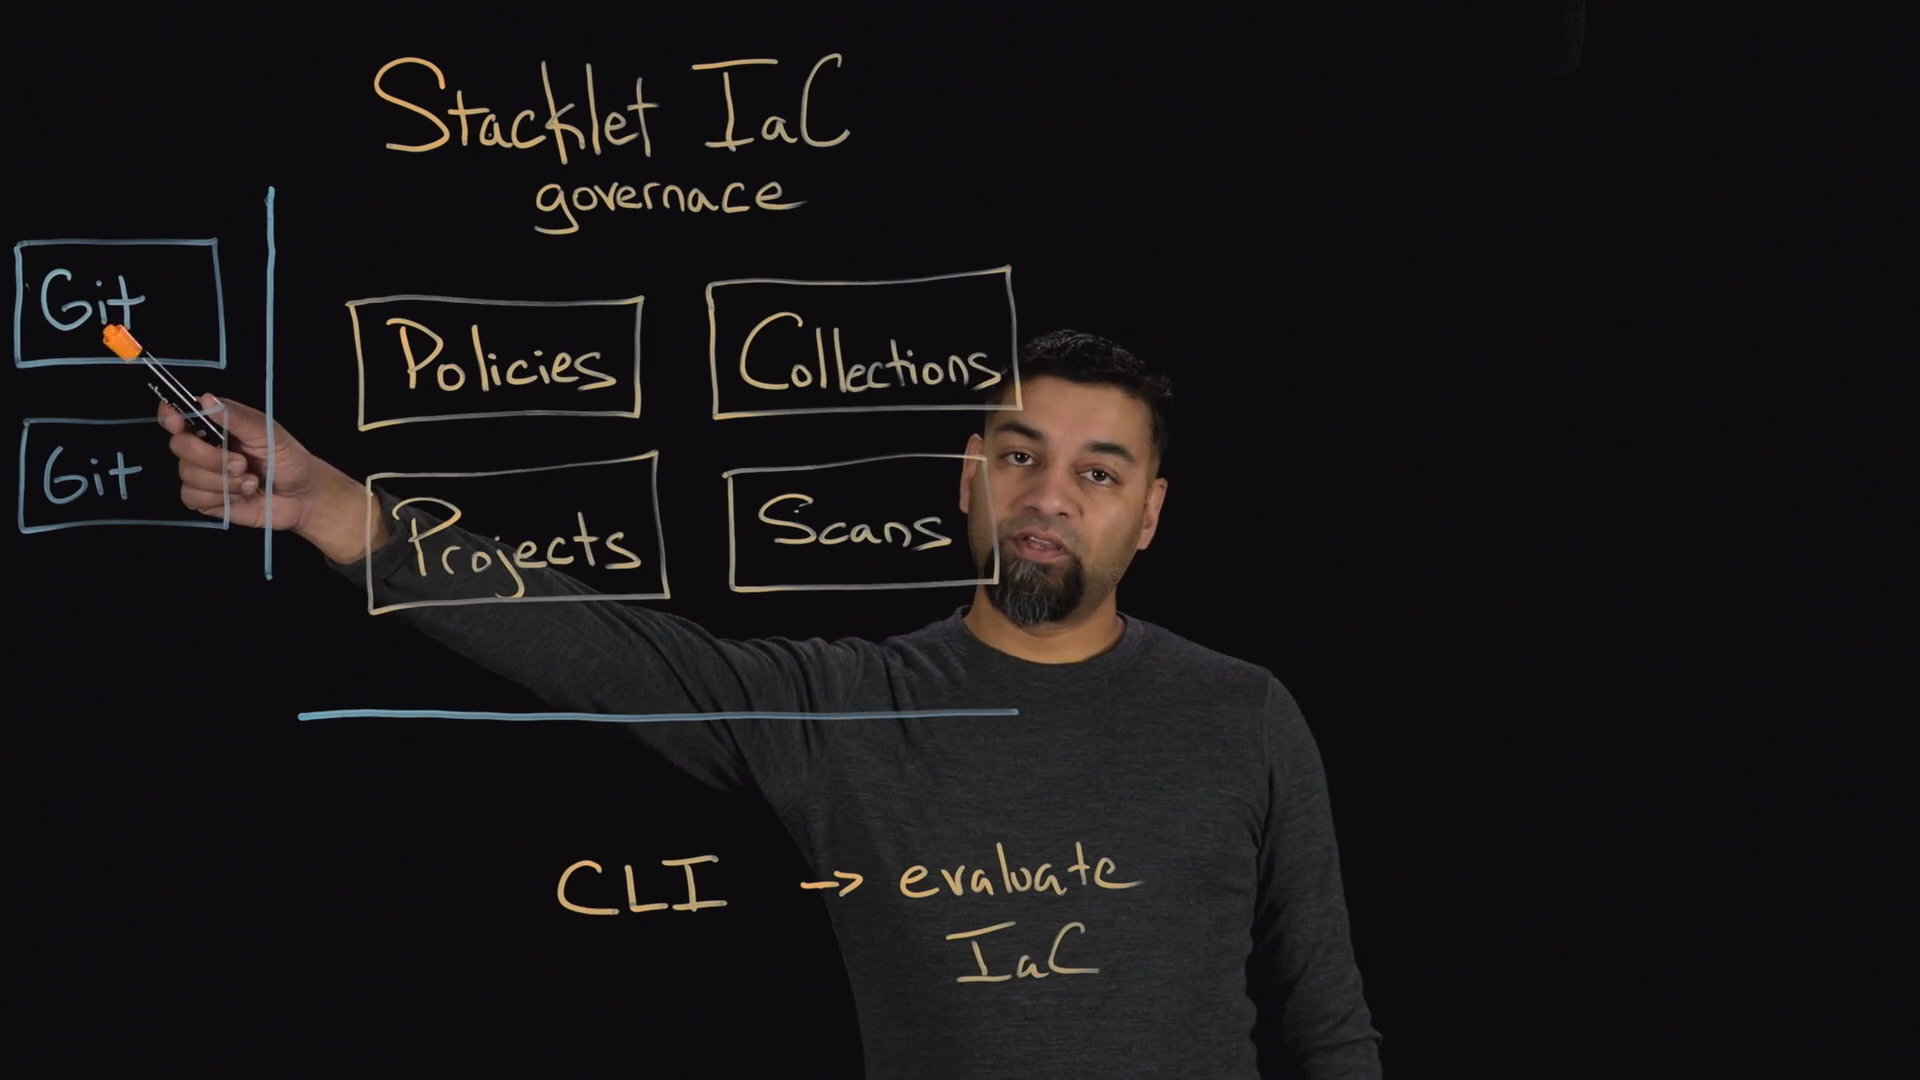 Stacklet IaC
governace
Git
Git
Policies
Collections
Projects
Scans
CLI → evaluate
IaC